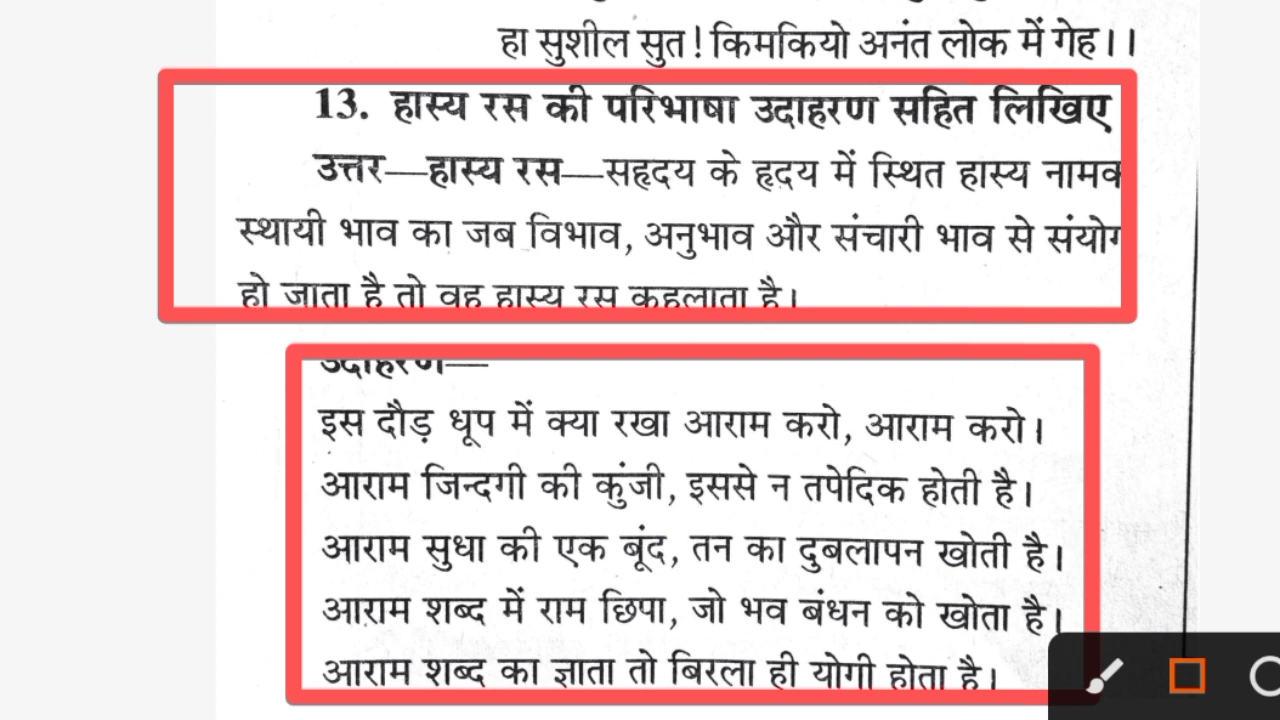 हा सुशील सुत! किमकियो अनंत लोक में गेह।।
13. हास्य रस की परिभाषा उदाहरण सहित लिखिए
उत्तर—हास्य रस—सहृदय के हृदय में स्थित हास्य नामक
स्थायी भाव का जब विभाव, अनुभाव और संचारी भाव से संयोग
हो जाता है तो वह हास्य रस कहलाता है।
उदाहरण—
इस दौड़ धूप में क्या रखा आराम करो, आराम करो।
आराम जिन्दगी की कुंजी, इससे न तपेदिक होती है।
आराम सुधा की एक बूंद, तन का दुबलापन खोती है।
आराम शब्द में राम छिपा, जो भव बंधन को खोता है।
आराम शब्द का ज्ञाता तो बिरला ही योगी होता है।